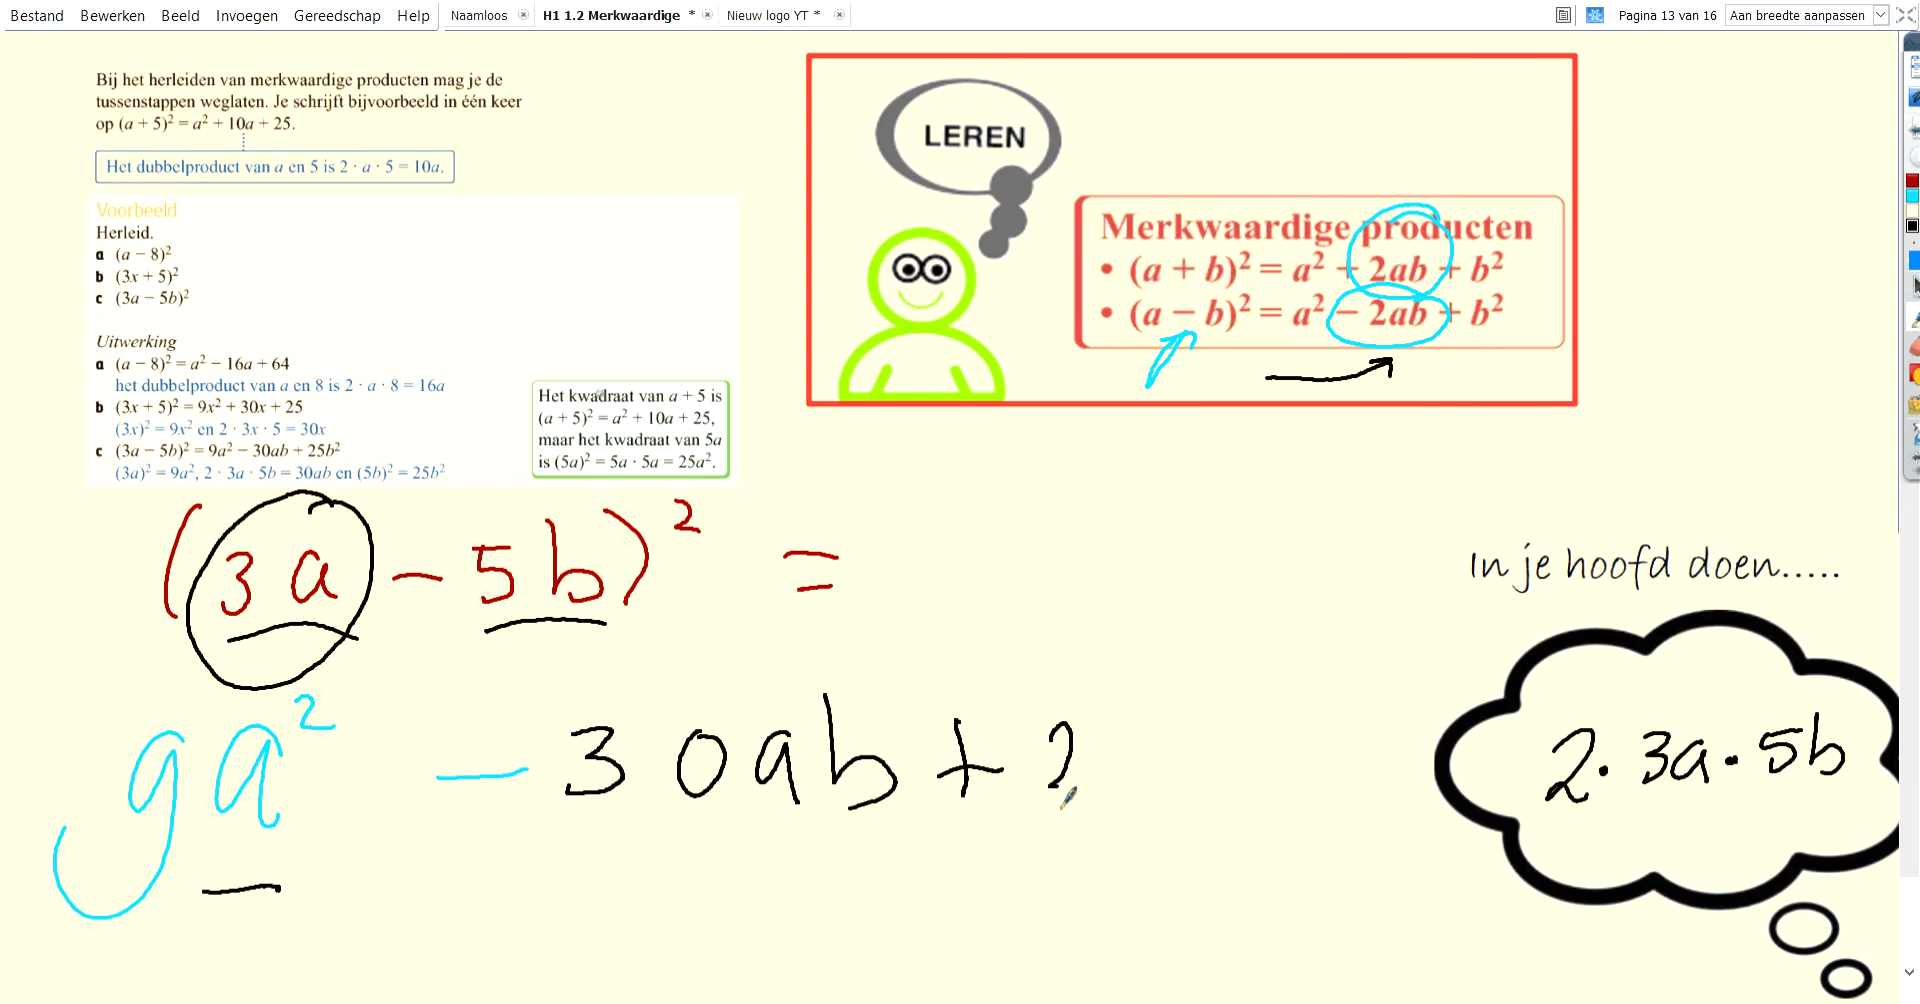 Bestand Bewerken Beeld Invoegen Gereedschap Help Naamloos H1 1.2 Merkwaardige * Nieuw logo YT * Pagina 13 van 16 Aan breedte aanpassen
Bij het herleiden van merkwaardige producten mag je de
tussenstappen weglaten. Je schrijft bijvoorbeeld in één keer
op (a + 5)² = a² + 10a + 25.
Het dubbelproduct van a en 5 is 2 · a · 5 = 10a.
Voorbeeld
Herleid.
a (a − 8)²
b (3x + 5)²
c (3a − 5b)²
Uitwerking
a (a − 8)² = a² − 16a + 64
het dubbelproduct van a en 8 is 2 · a · 8 = 16a
b (3x + 5)² = 9x² + 30x + 25
(3x)² = 9x² en 2 · 3x · 5 = 30x
c (3a − 5b)² = 9a² − 30ab + 25b²
(3a)² = 9a², 2 · 3a · 5b = 30ab en (5b)² = 25b²
Het kwadraat van a + 5 is
(a + 5)² = a² + 10a + 25,
maar het kwadraat van 5a
is (5a)² = 5a · 5a = 25a².
LEREN
Merkwaardige producten
• (a + b)² = a² + 2ab + b²
• (a − b)² = a² − 2ab + b²
(3a − 5b)² =
9a² − 30ab + 2
In je hoofd doen.....
2 · 3a · 5b